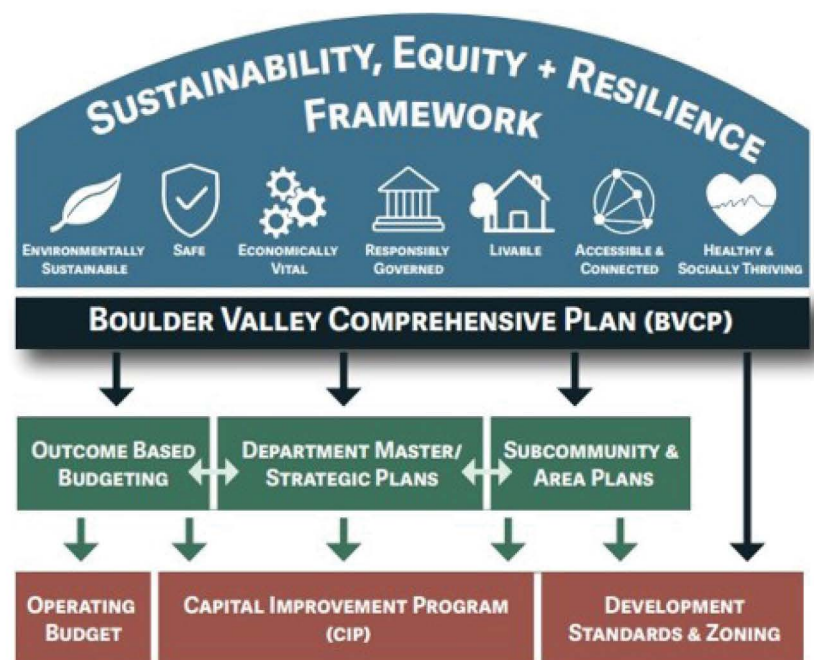 SUSTAINABILITY, EQUITY + RESILIENCE
FRAMEWORK
ENVIRONMENTALLY
SUSTAINABLE
SAFE
ECONOMICALLY
VITAL
RESPONSIBLY
GOVERNED
LIVABLE
ACCESSIBLE &
CONNECTED
HEALTHY &
SOCIALLY THRIVING
BOULDER VALLEY COMPREHENSIVE PLAN (BVCP)
OUTCOME BASED
BUDGETING
DEPARTMENT MASTER/
STRATEGIC PLANS
SUBCOMMUNITY &
AREA PLANS
OPERATING
BUDGET
CAPITAL IMPROVEMENT PROGRAM
(CIP)
DEVELOPMENT
STANDARDS & ZONING